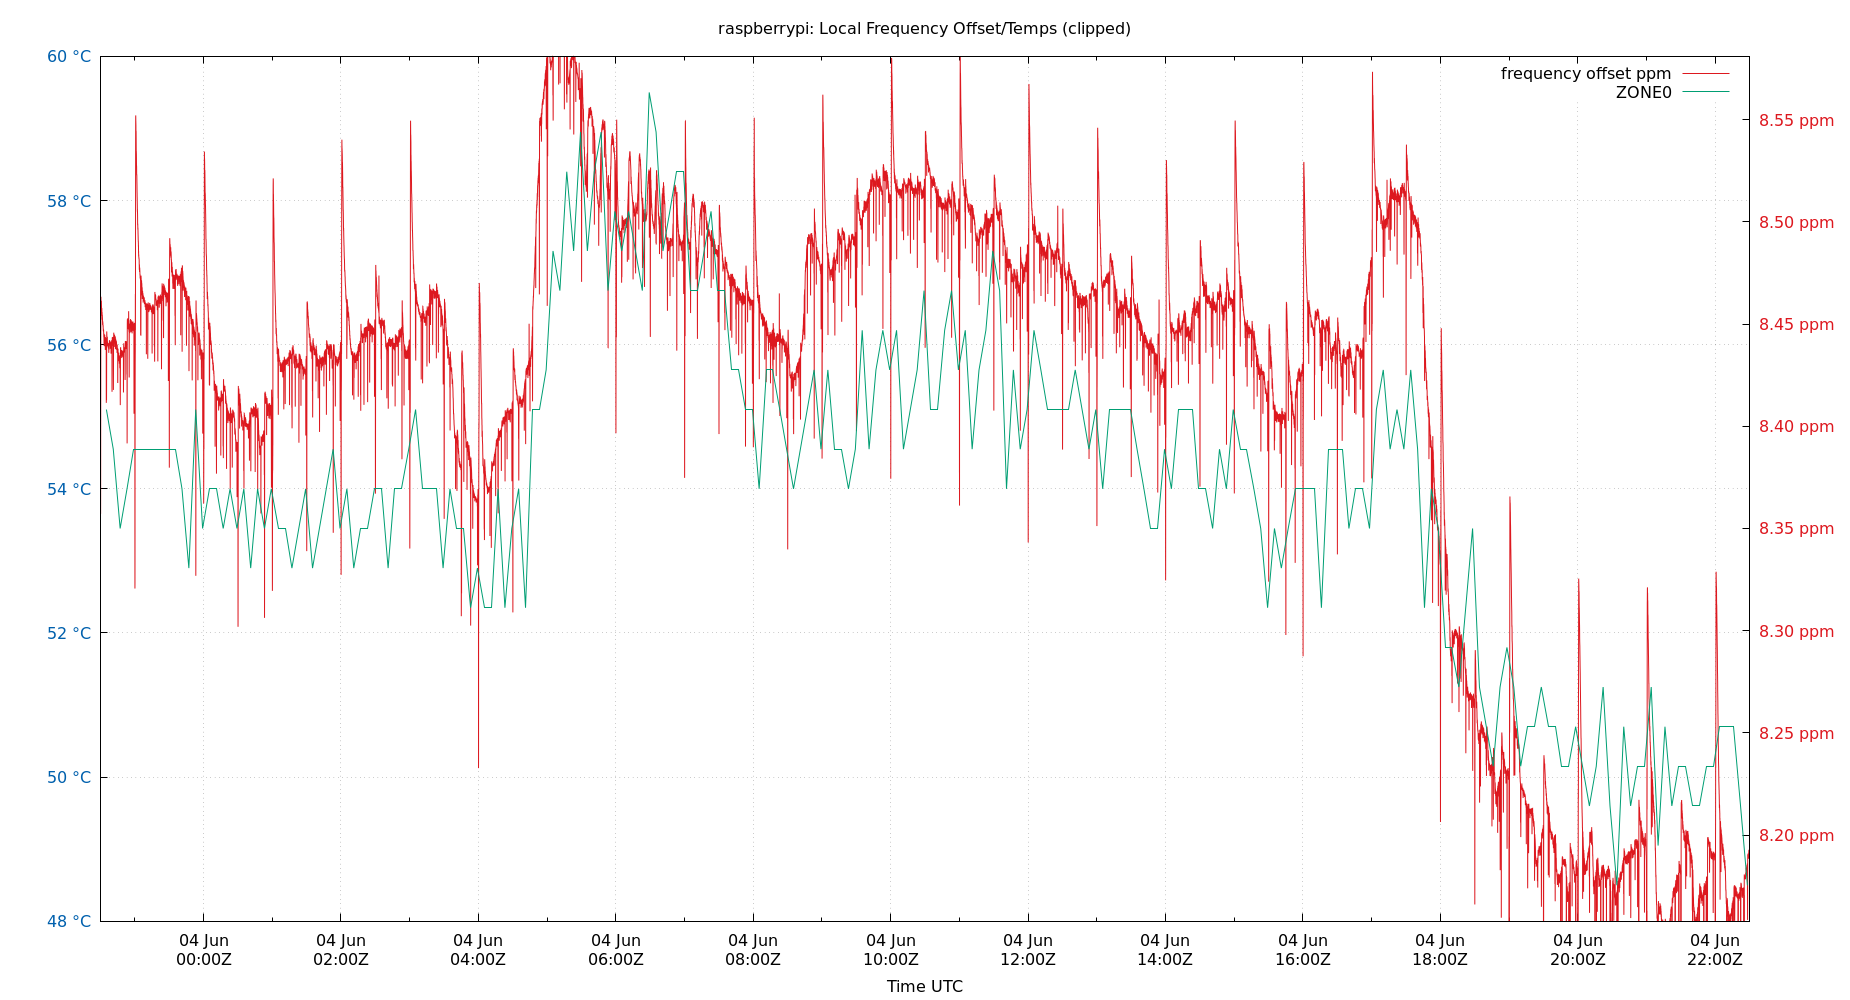 raspberrypi: Local Frequency Offset/Temps (clipped)
60 °C
58 °C
56 °C
54 °C
52 °C
50 °C
48 °C
frequency offset ppm
ZONE0
8.55 ppm
8.50 ppm
8.45 ppm
8.40 ppm
8.35 ppm
8.30 ppm
8.25 ppm
8.20 ppm
04 Jun 04 Jun 04 Jun 04 Jun 04 Jun 04 Jun 04 Jun 04 Jun 04 Jun 04 Jun 04 Jun 04 Jun
00:00Z 02:00Z 04:00Z 06:00Z 08:00Z 10:00Z 12:00Z 14:00Z 16:00Z 18:00Z 20:00Z 22:00Z
Time UTC